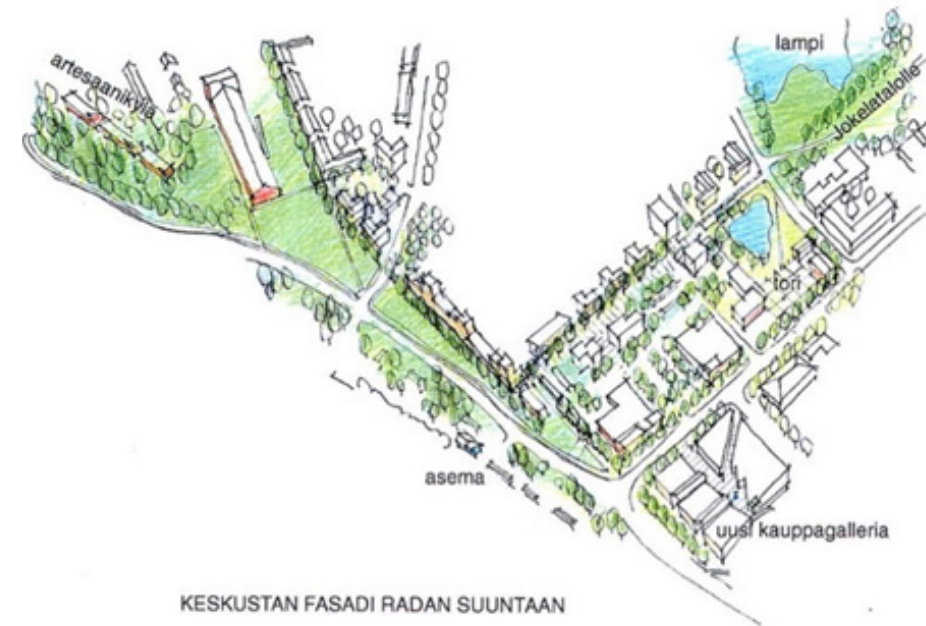 lampi
artesaanikylä
Jokelatalolle
tori
asema
uusi kauppagalleria
KESKUSTAN FASADI RADAN SUUNTAAN